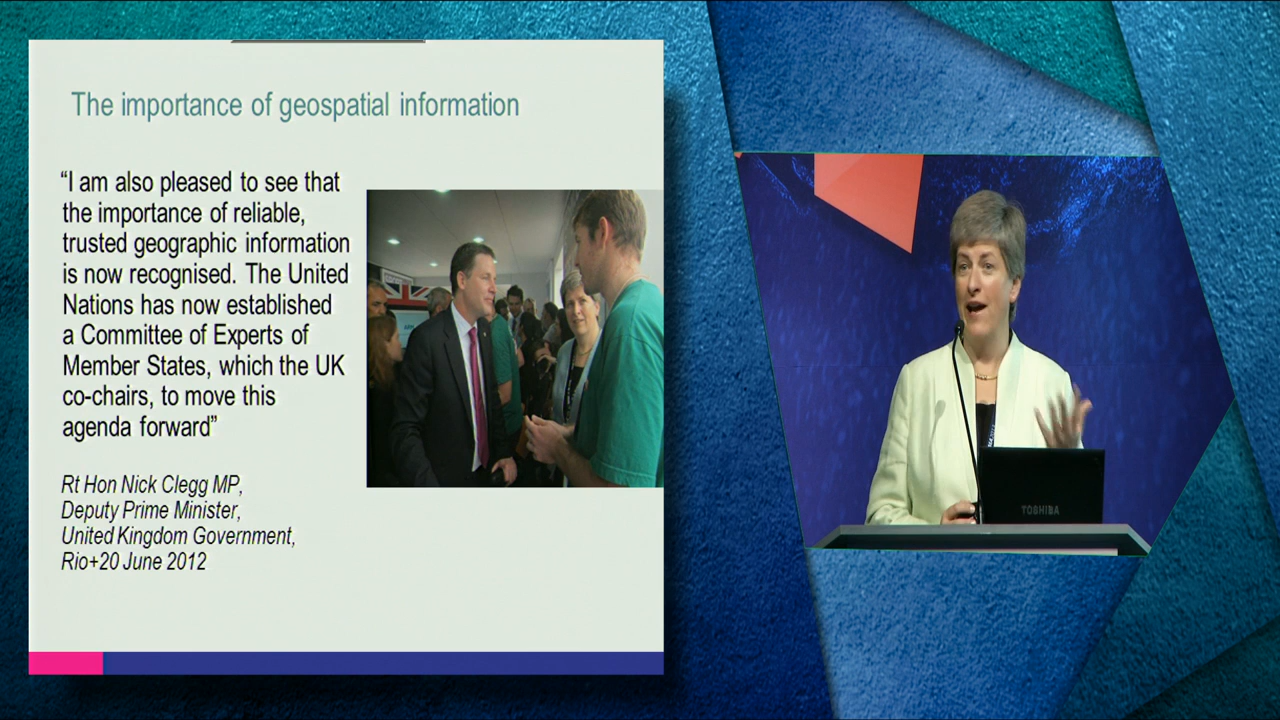 The importance of geospatial information
“I am also pleased to see that
the importance of reliable,
trusted geographic information
is now recognised. The United
Nations has now established
a Committee of Experts of
Member States, which the UK
co-chairs, to move this
agenda forward”
Rt Hon Nick Clegg MP,
Deputy Prime Minister,
United Kingdom Government,
Rio+20 June 2012
TOSHIBA